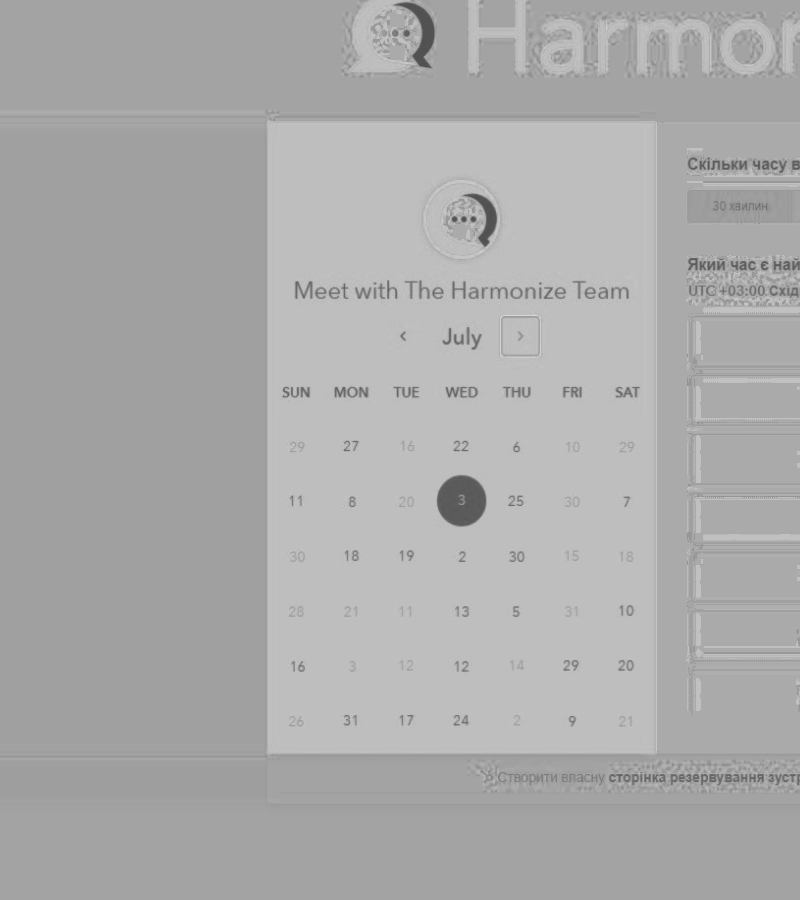 Harmon
Meet with The Harmonize Team
July
SUN MON TUE WED THU FRI SAT
29 27 16 22 6 10 29
11 8 20 3 25 30 7
30 18 19 2 30 15 18
28 21 11 13 5 31 10
16 3 12 12 14 29 20
26 31 17 24 2 9 21
Скільки часу в
30 хвилин
Який час є най
UTC +03:00 Схід
Створити власну сторінка резервування зустр